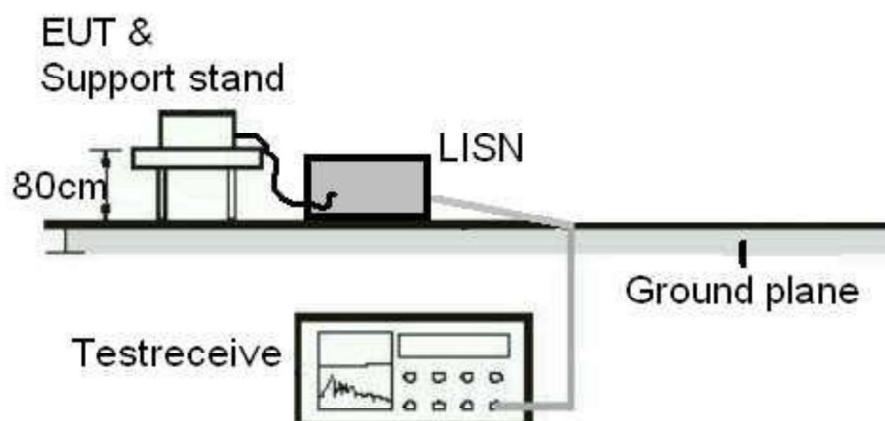 EUT &
Support stand
LISN
80cm
Ground plane
Testreceive